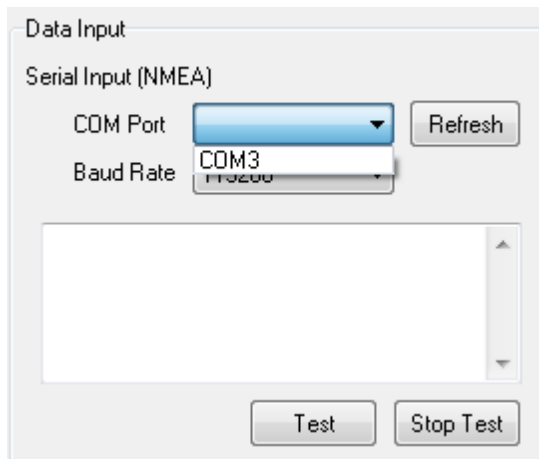 Data Input
Serial Input (NMEA)
COM Port Refresh
COM3
Baud Rate
Test Stop Test